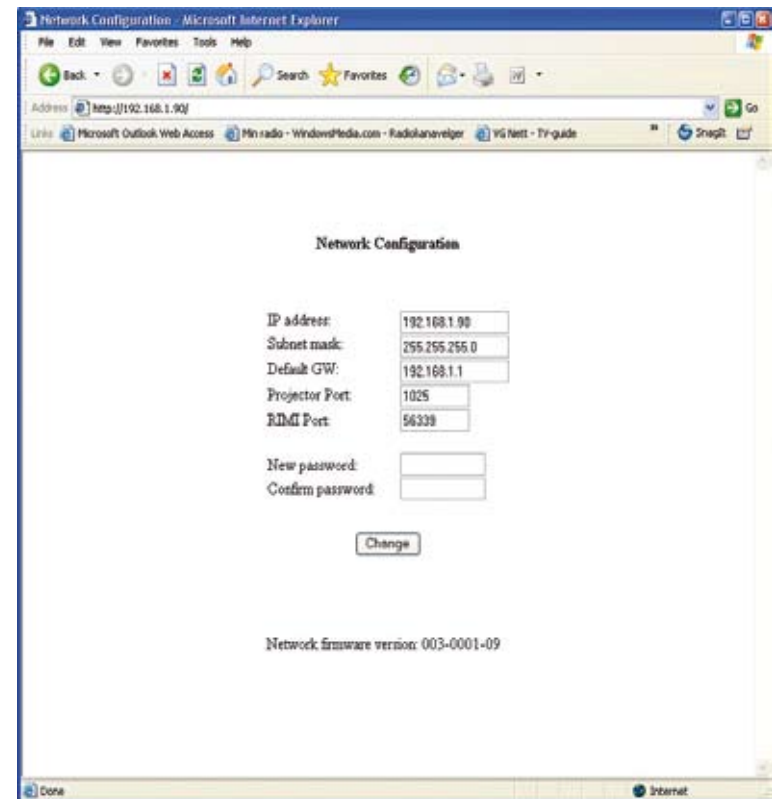 Network Configuration - Microsoft Internet Explorer
File Edit View Favorites Tools Help
Back Search Favorites
Address http://192.168.1.90/ Go
Links Microsoft Outlook Web Access Min radio - WindowsMedia.com - Radiokanalvelger VG Nett - TV-guide » SnagIt
Network Configuration
IP address: 192.168.1.90
Subnet mask: 255.255.255.0
Default GW: 192.168.1.1
Projector Port: 1025
RIMI Port: 56339
New password:
Confirm password:
Change
Network firmware version: 003-0001-09
Done Internet